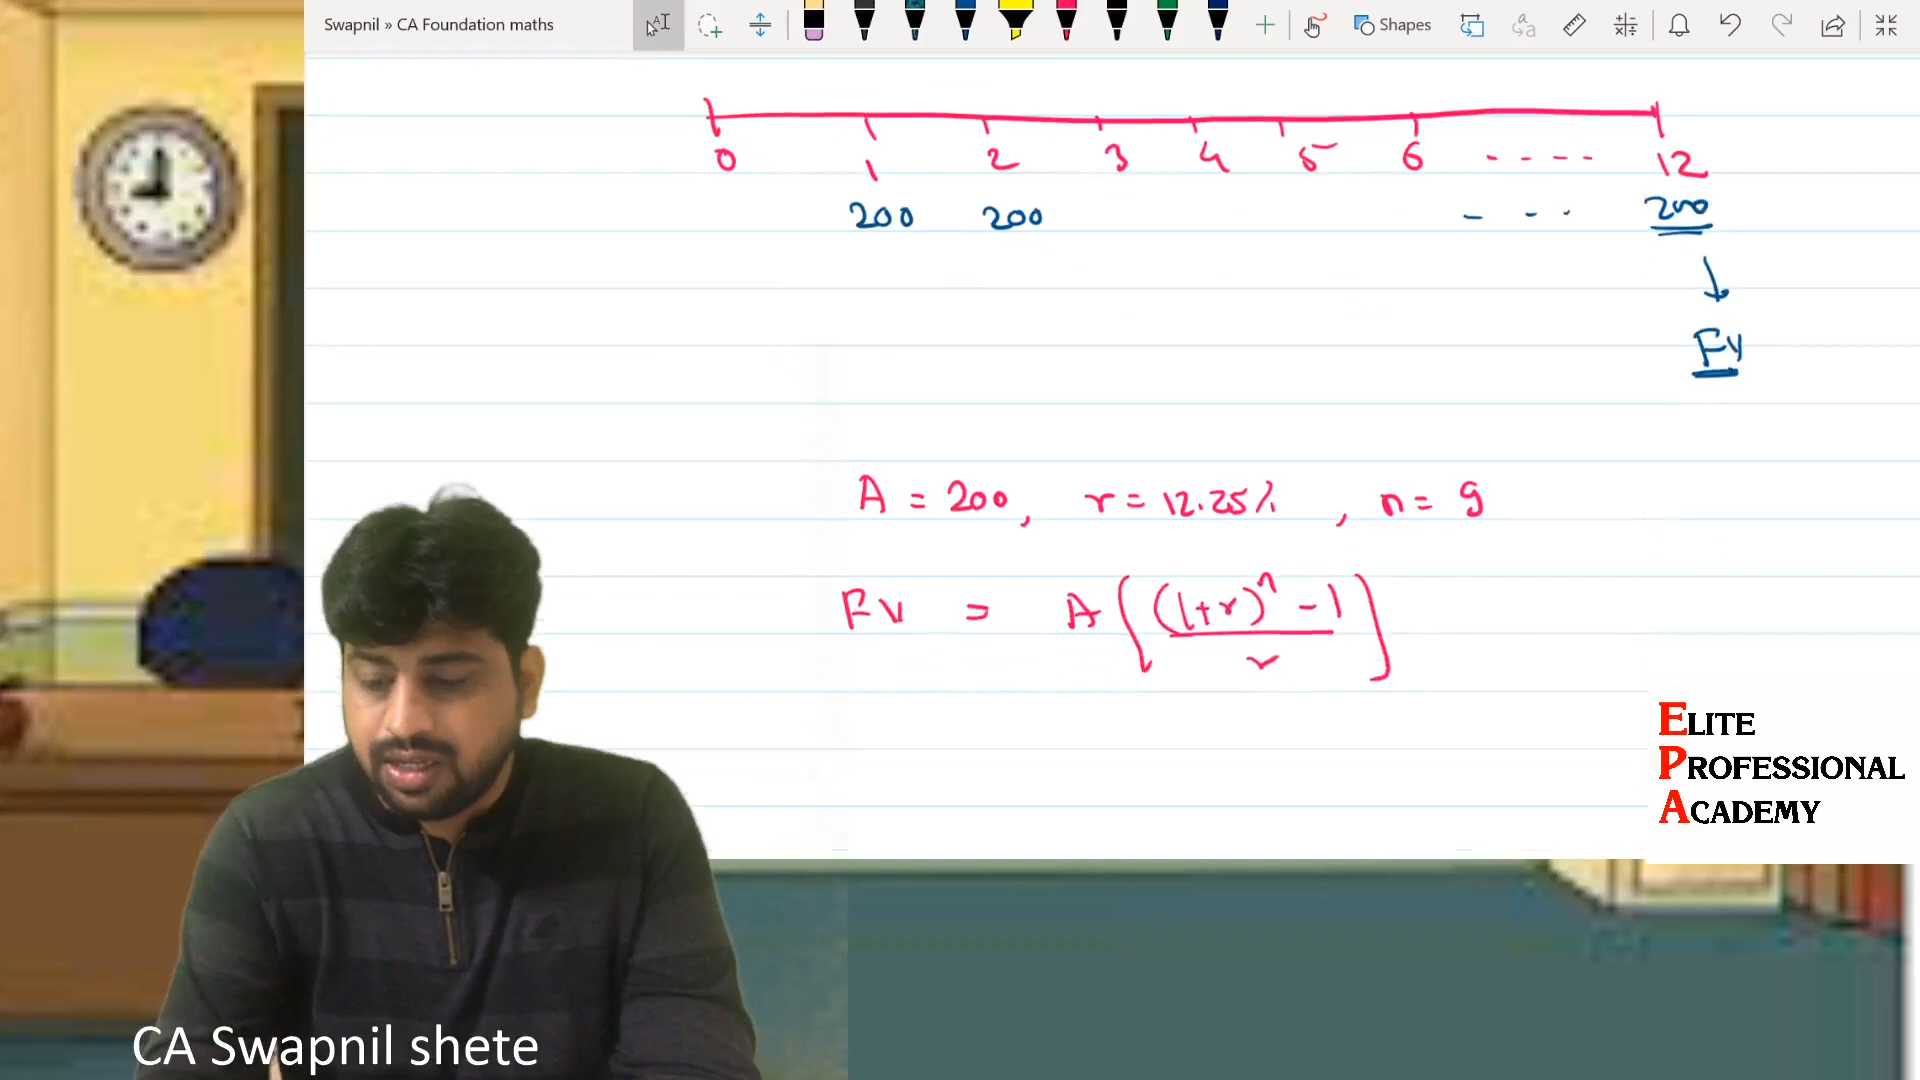 Swapnil » CA Foundation maths
Shapes
0 1 2 3 4 5 6 - - - - 12
200 200 - - - 200
FV
A = 200, r = 12.25% , n = 9
FV = A [ (1+r)^n - 1 / r ]
ELITE
PROFESSIONAL
ACADEMY
CA Swapnil shete